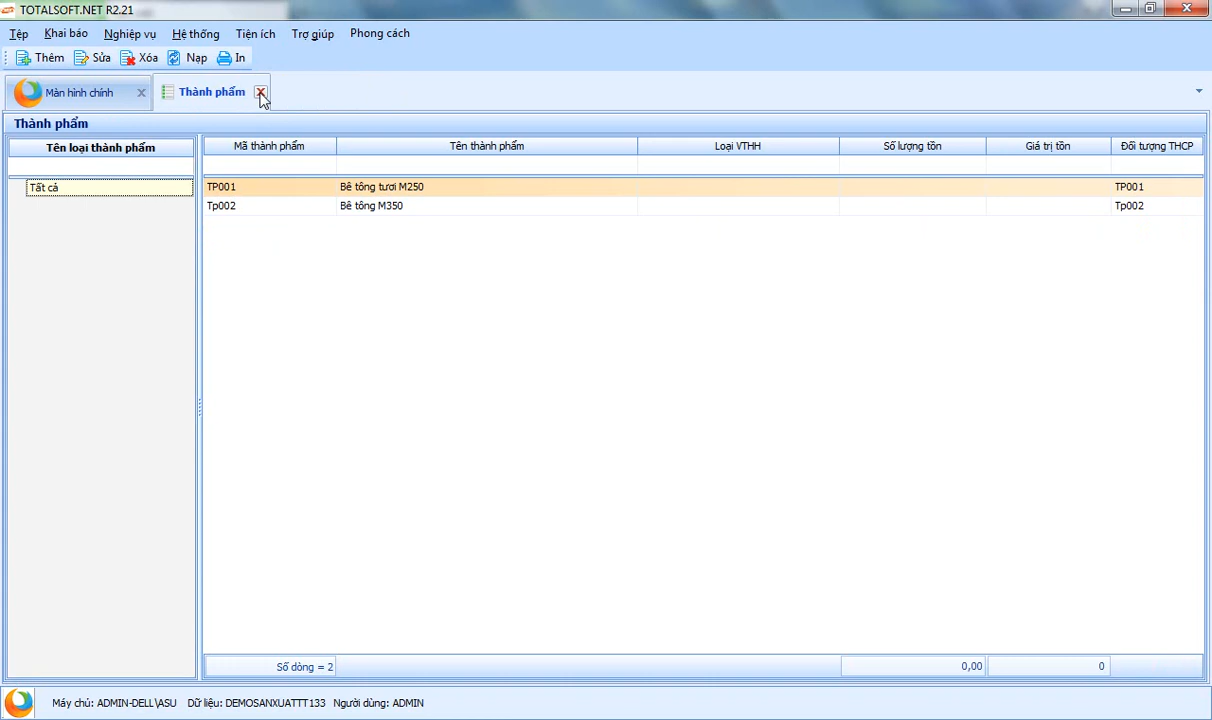 TOTALSOFT.NET R2.21
Tệp Khai báo Nghiệp vụ Hệ thống Tiện ích Trợ giúp Phong cách
Thêm Sửa Xóa Nạp In
Màn hình chính Thành phẩm
Thành phẩm
Tên loại thành phẩm Mã thành phẩm Tên thành phẩm Loại VTHH Số lượng tồn Giá trị tồn Đối tượng THCP
Tất cả TP001 Bê tông tươi M250 TP001
Tp002 Bê tông M350 Tp002
Số dòng = 2 0,00 0
Máy chủ: ADMIN-DELL\ASU Dữ liệu: DEMOSANXUATTT133 Người dùng: ADMIN